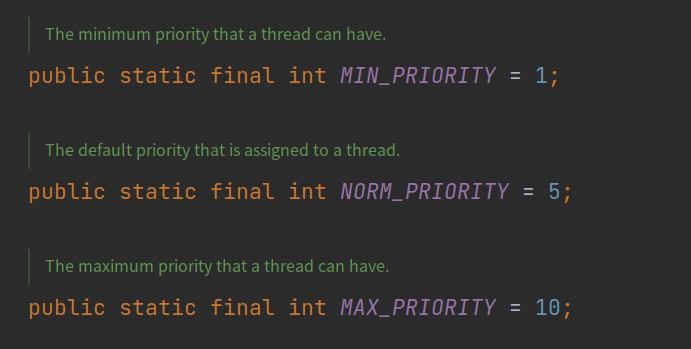 The minimum priority that a thread can have.
public static final int MIN_PRIORITY = 1;
The default priority that is assigned to a thread.
public static final int NORM_PRIORITY = 5;
The maximum priority that a thread can have.
public static final int MAX_PRIORITY = 10;